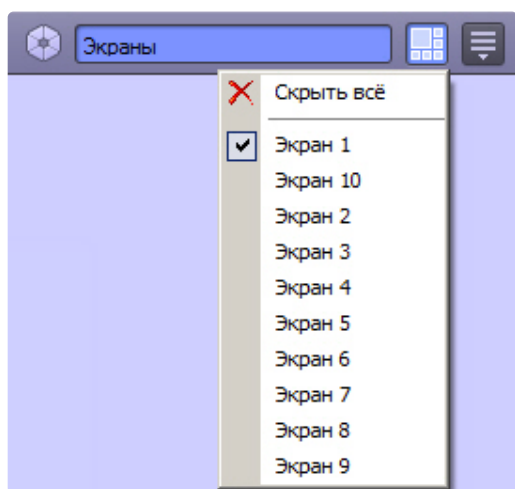 Экраны
Скрыть всё
Экран 1
Экран 10
Экран 2
Экран 3
Экран 4
Экран 5
Экран 6
Экран 7
Экран 8
Экран 9